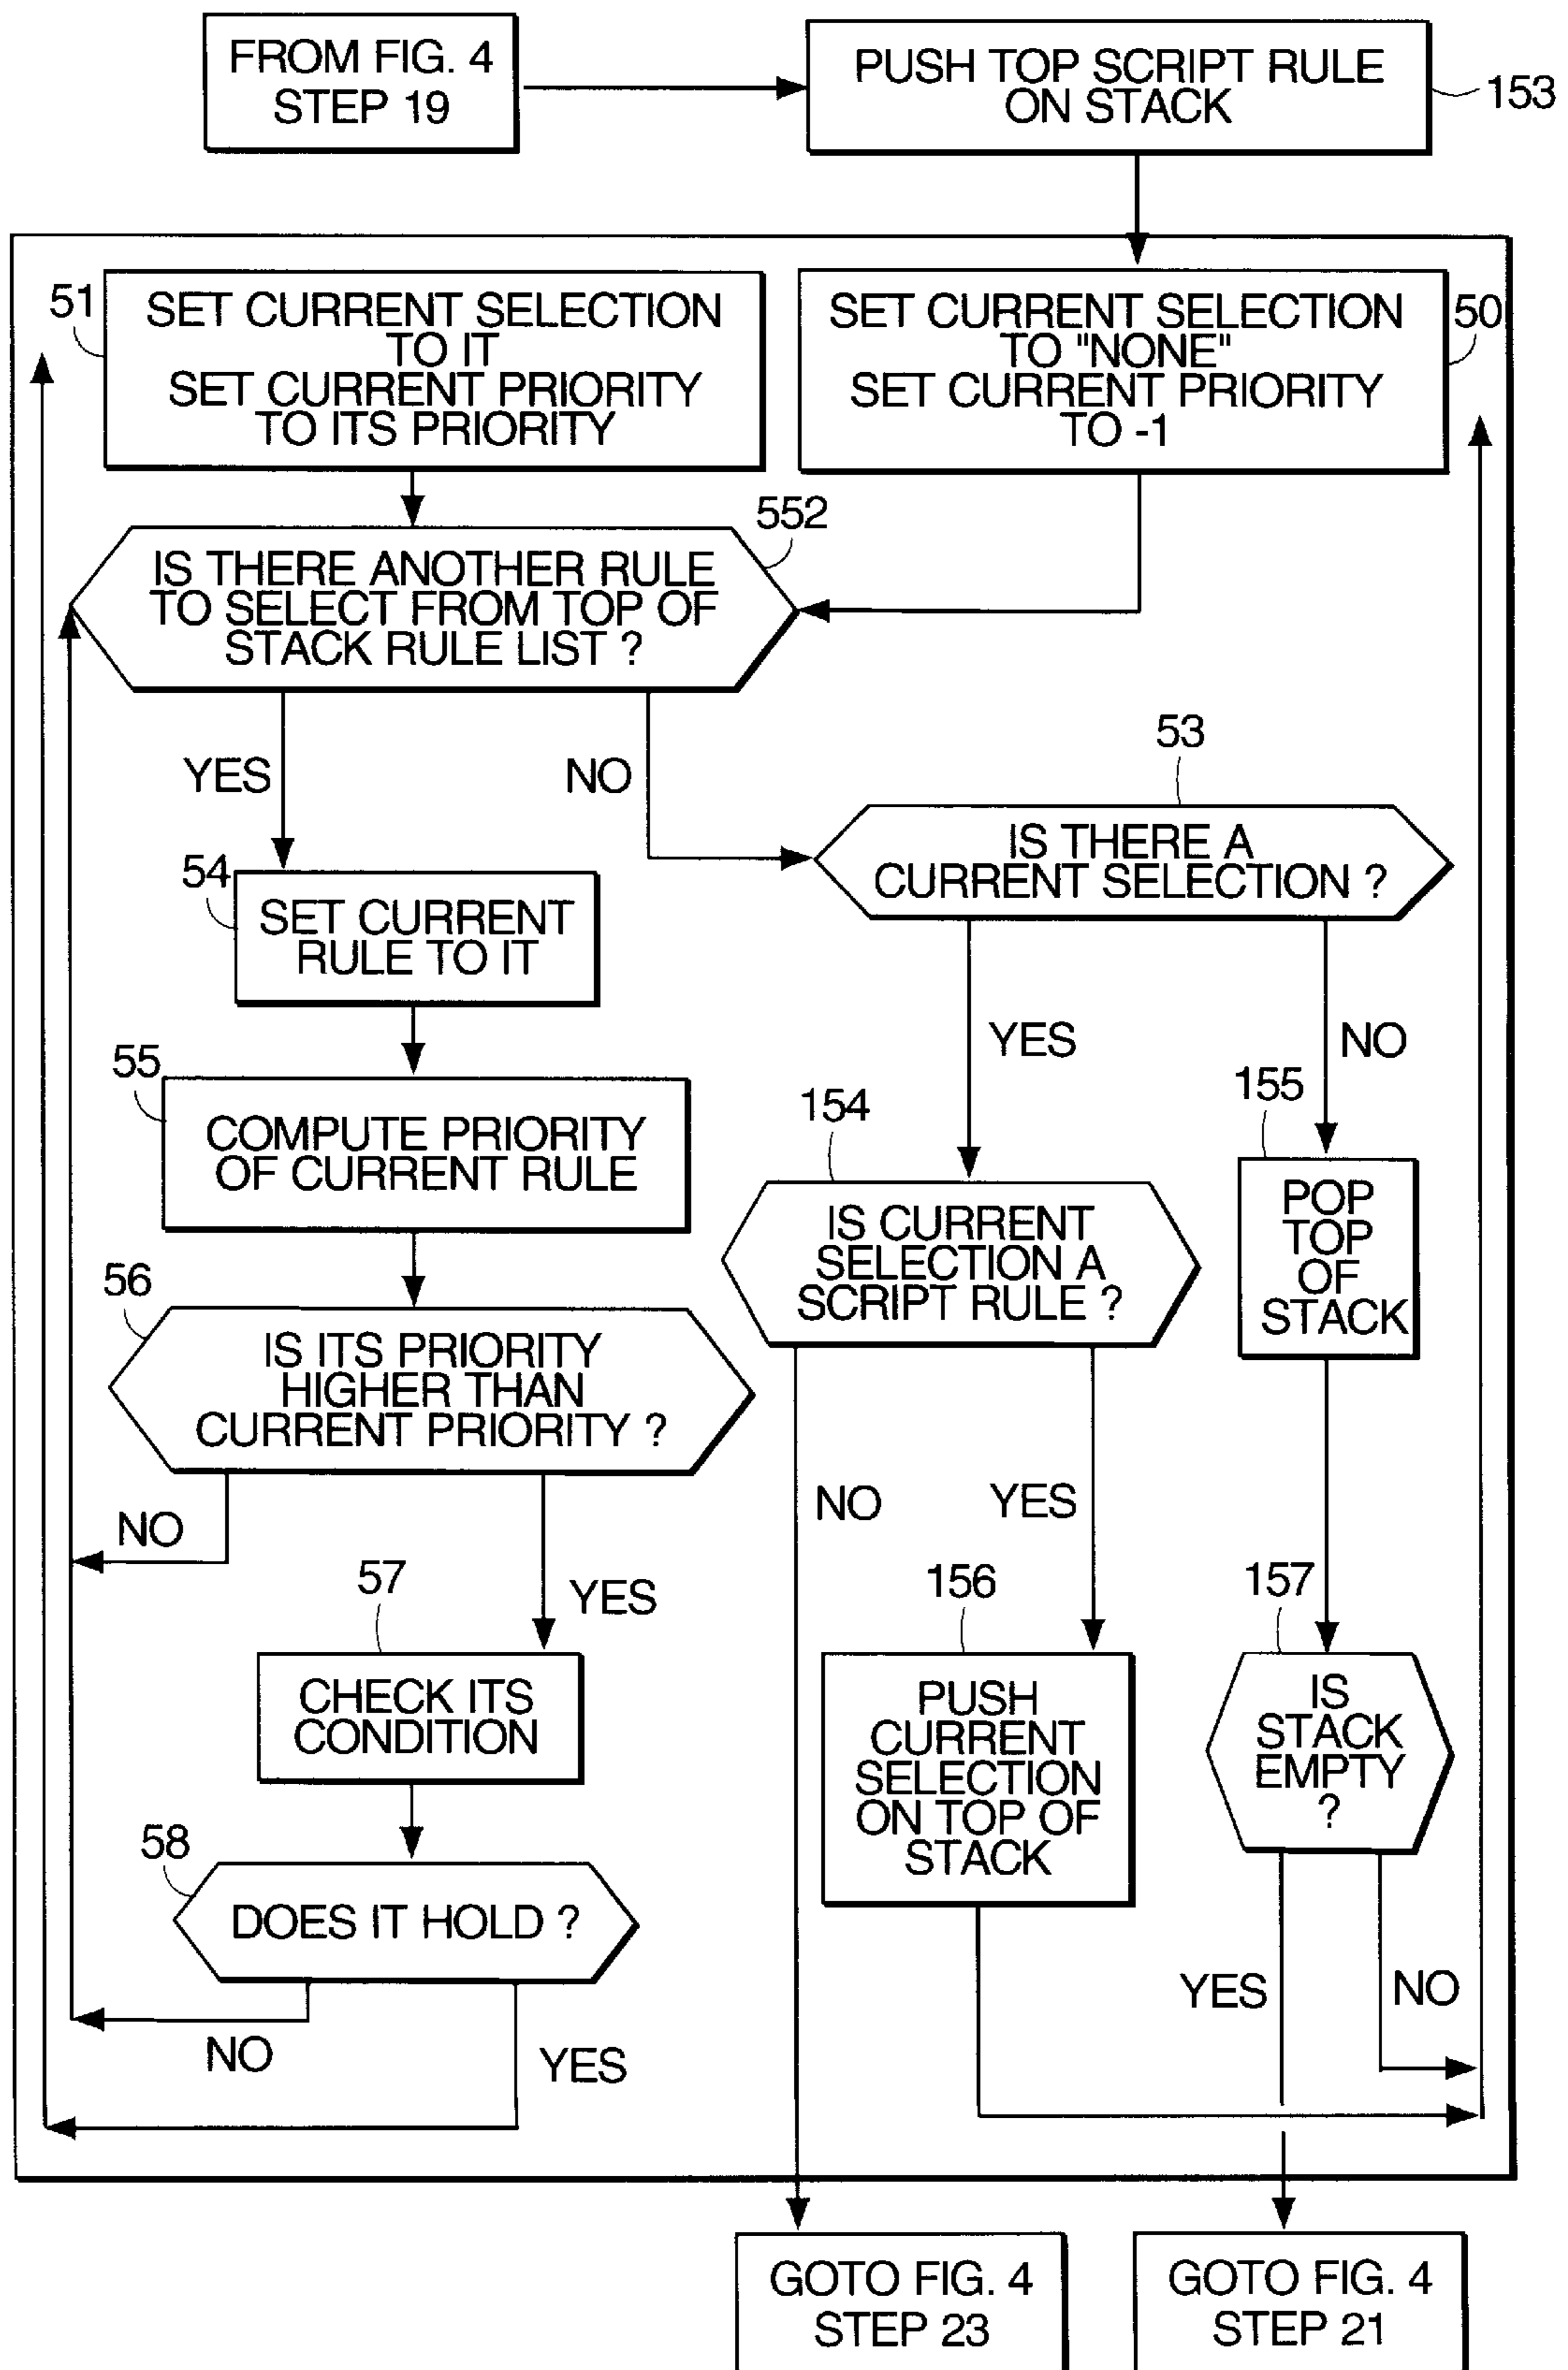 FROM FIG. 4
STEP 19
PUSH TOP SCRIPT RULE
ON STACK
153
51
SET CURRENT SELECTION
TO IT
SET CURRENT PRIORITY
TO ITS PRIORITY
SET CURRENT SELECTION
TO "NONE"
SET CURRENT PRIORITY
TO -1
50
552
IS THERE ANOTHER RULE
TO SELECT FROM TOP OF
STACK RULE LIST ?
YES
NO
53
IS THERE A
CURRENT SELECTION ?
54
SET CURRENT
RULE TO IT
YES
NO
55
COMPUTE PRIORITY
OF CURRENT RULE
154
IS CURRENT
SELECTION A
SCRIPT RULE ?
155
POP
TOP
OF
STACK
56
IS ITS PRIORITY
HIGHER THAN
CURRENT PRIORITY ?
NO
YES
NO
YES
57
CHECK ITS
CONDITION
156
PUSH
CURRENT
SELECTION
ON TOP OF
STACK
157
IS
STACK
EMPTY
?
58
DOES IT HOLD ?
NO
YES
YES
NO
GOTO FIG. 4
STEP 23
GOTO FIG. 4
STEP 21